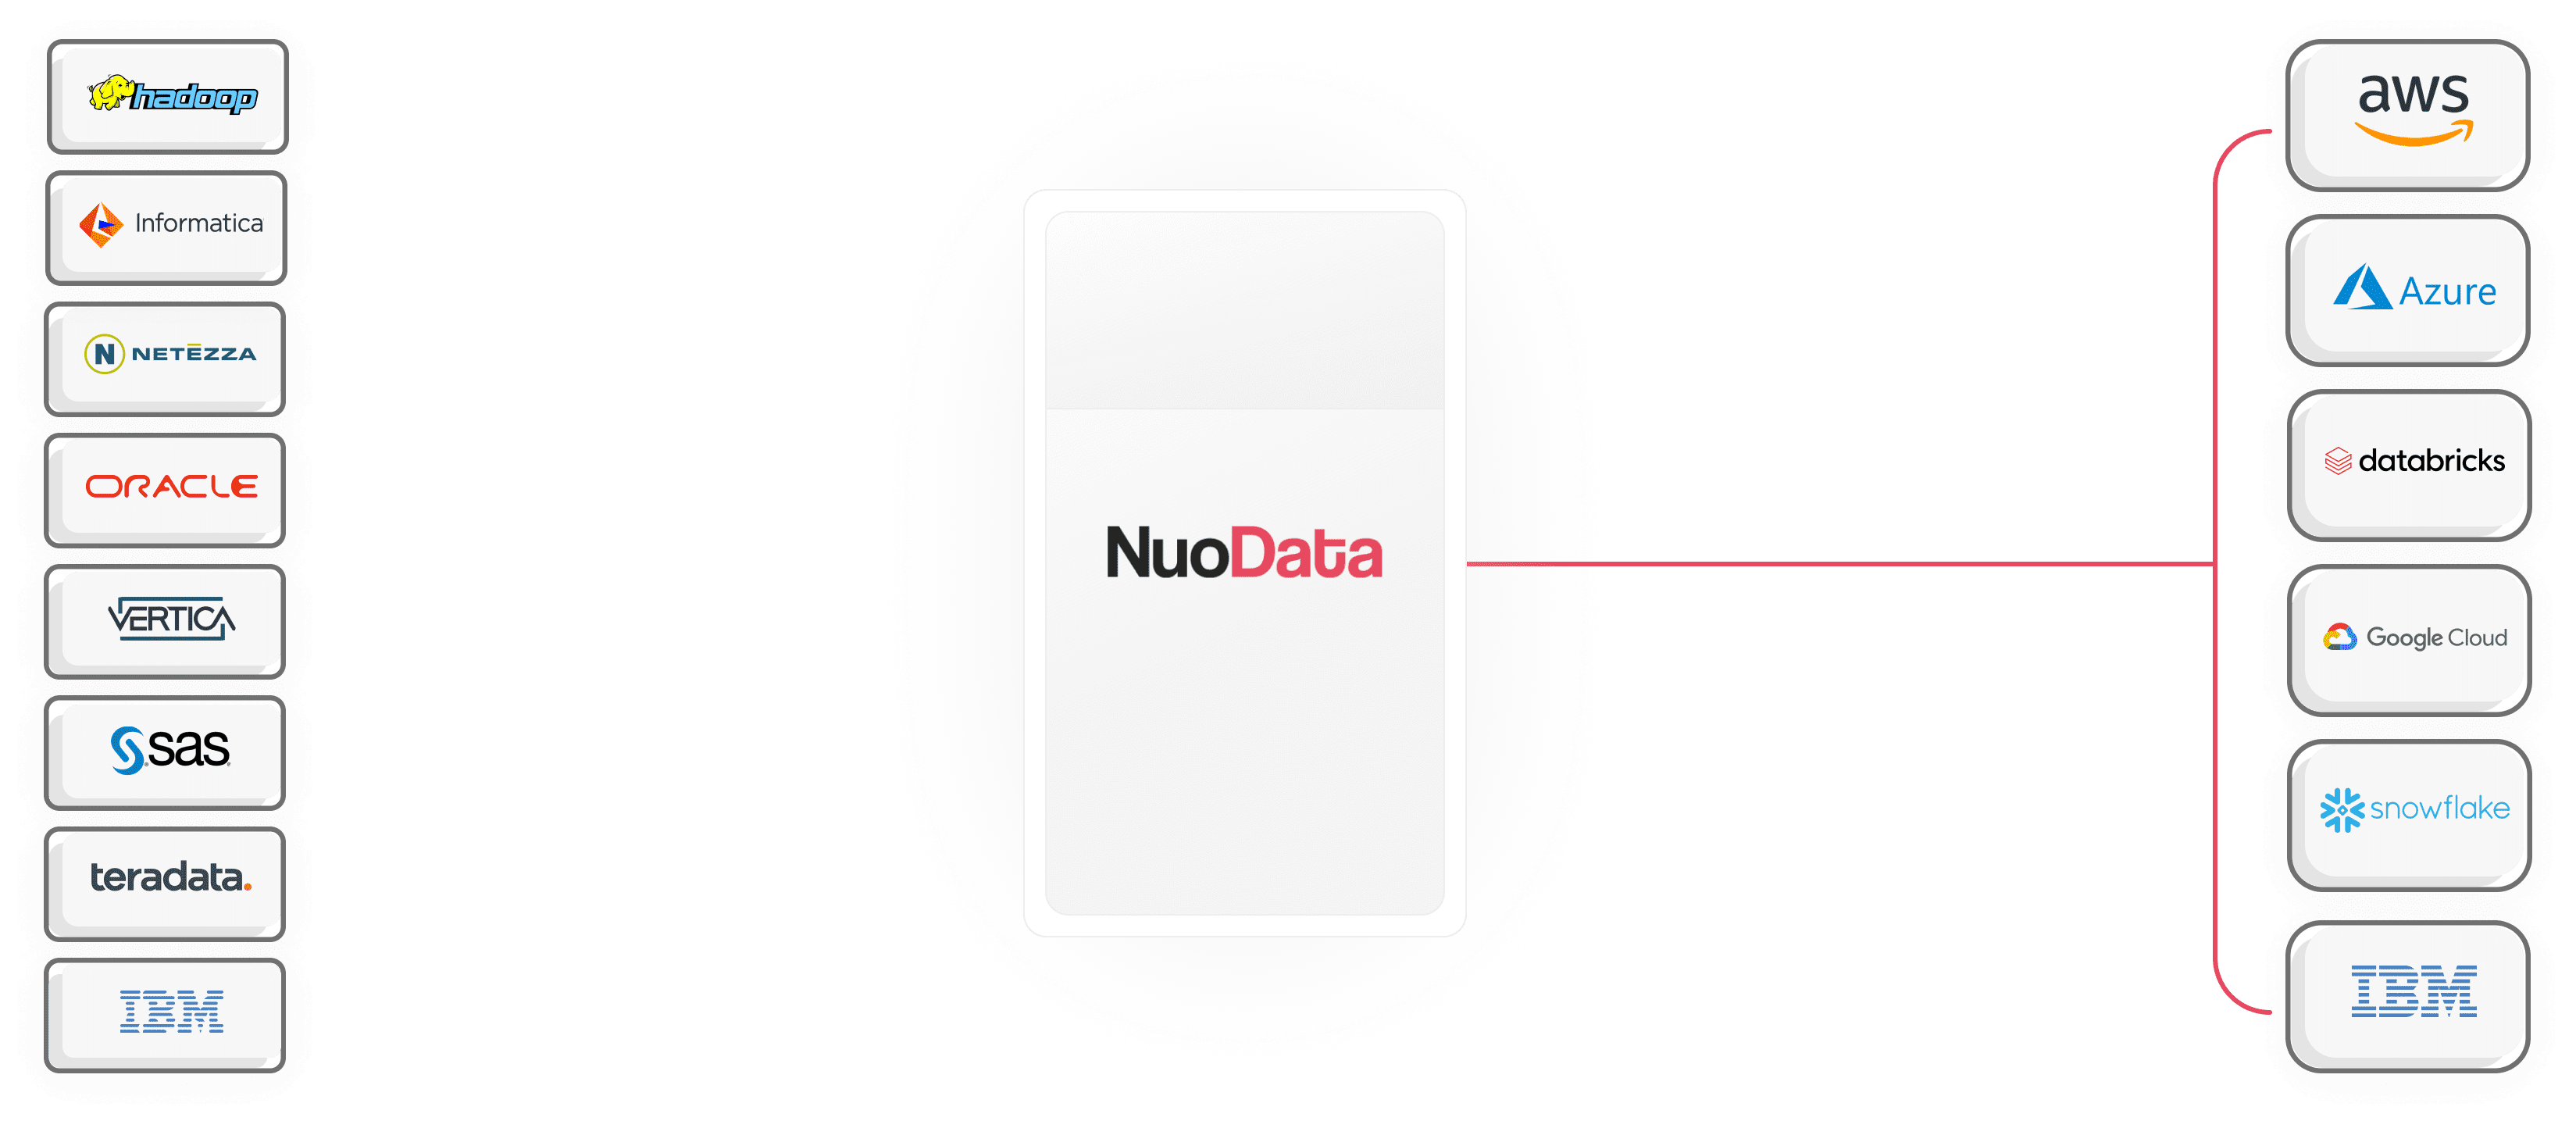 hadoop
Informatica
N NETEZZA
ORACLE
VERTICA
sas
teradata.
IBM
NuoData
aws
Azure
databricks
Google Cloud
snowflake
IBM